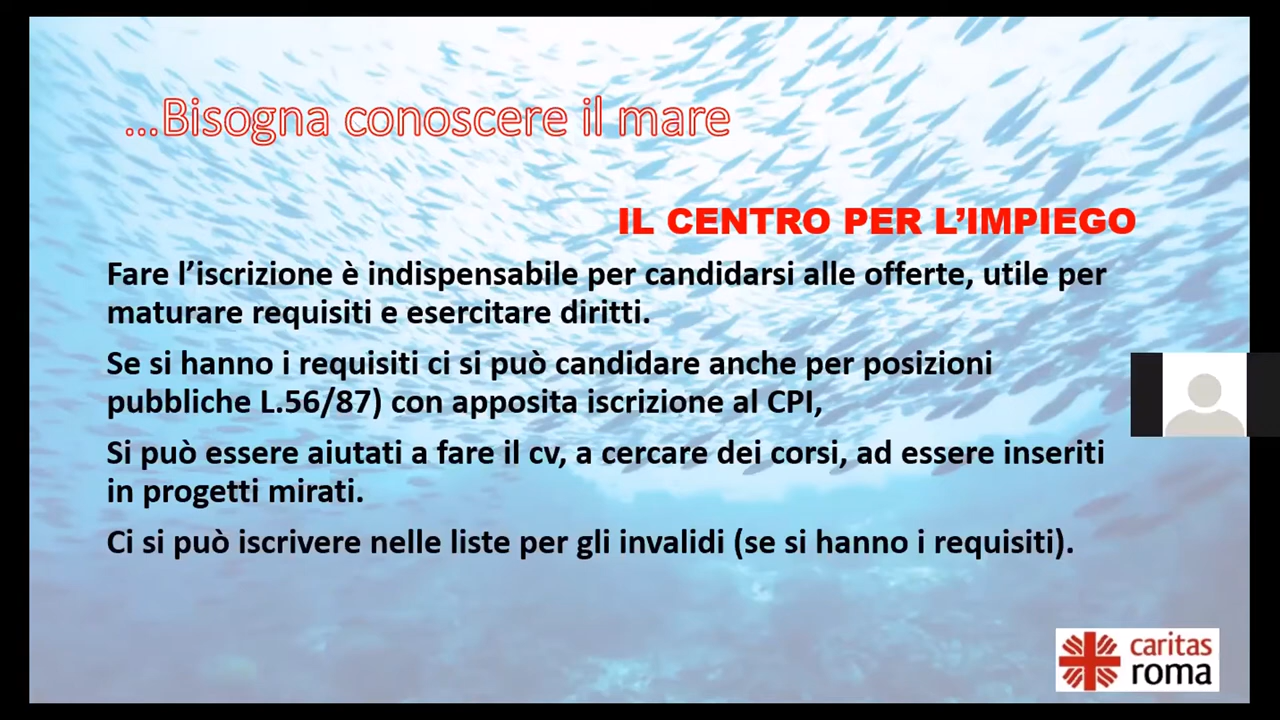 ...Bisogna conoscere il mare
IL CENTRO PER L’IMPIEGO
Fare l’iscrizione è indispensabile per candidarsi alle offerte, utile per
maturare requisiti e esercitare diritti.
Se si hanno i requisiti ci si può candidare anche per posizioni
pubbliche L.56/87) con apposita iscrizione al CPI,
Si può essere aiutati a fare il cv, a cercare dei corsi, ad essere inseriti
in progetti mirati.
Ci si può iscrivere nelle liste per gli invalidi (se si hanno i requisiti).
caritas
roma